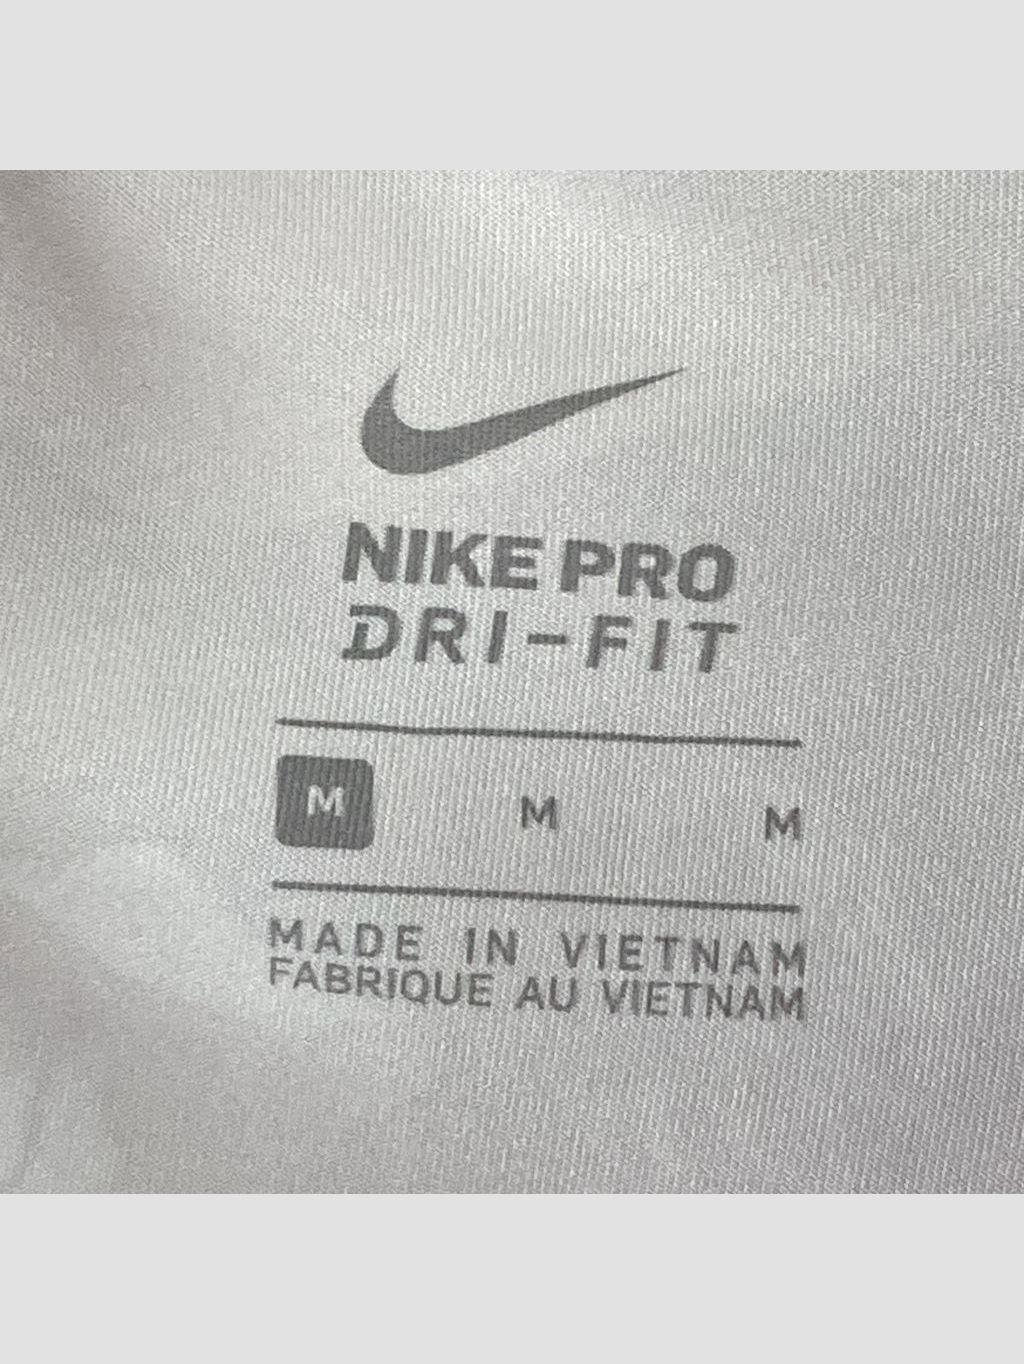 NIKE PRO
DRI-FIT
M M M
MADE IN VIETNAM
FABRIQUE AU VIETNAM